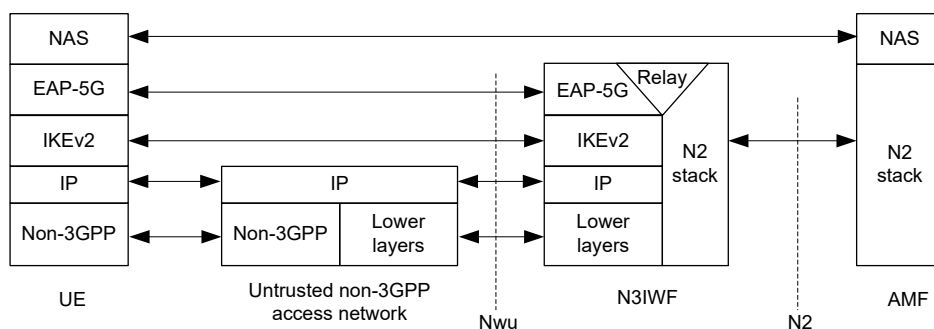 NAS
NAS
EAP-5G
EAP-5G
Relay
IKEv2
IKEv2
N2
stack
N2
stack
IP
IP
IP
Non-3GPP
Non-3GPP
Lower
layers
Lower
layers
UE
Untrusted non-3GPP
access network
N3IWF
AMF
Nwu
N2